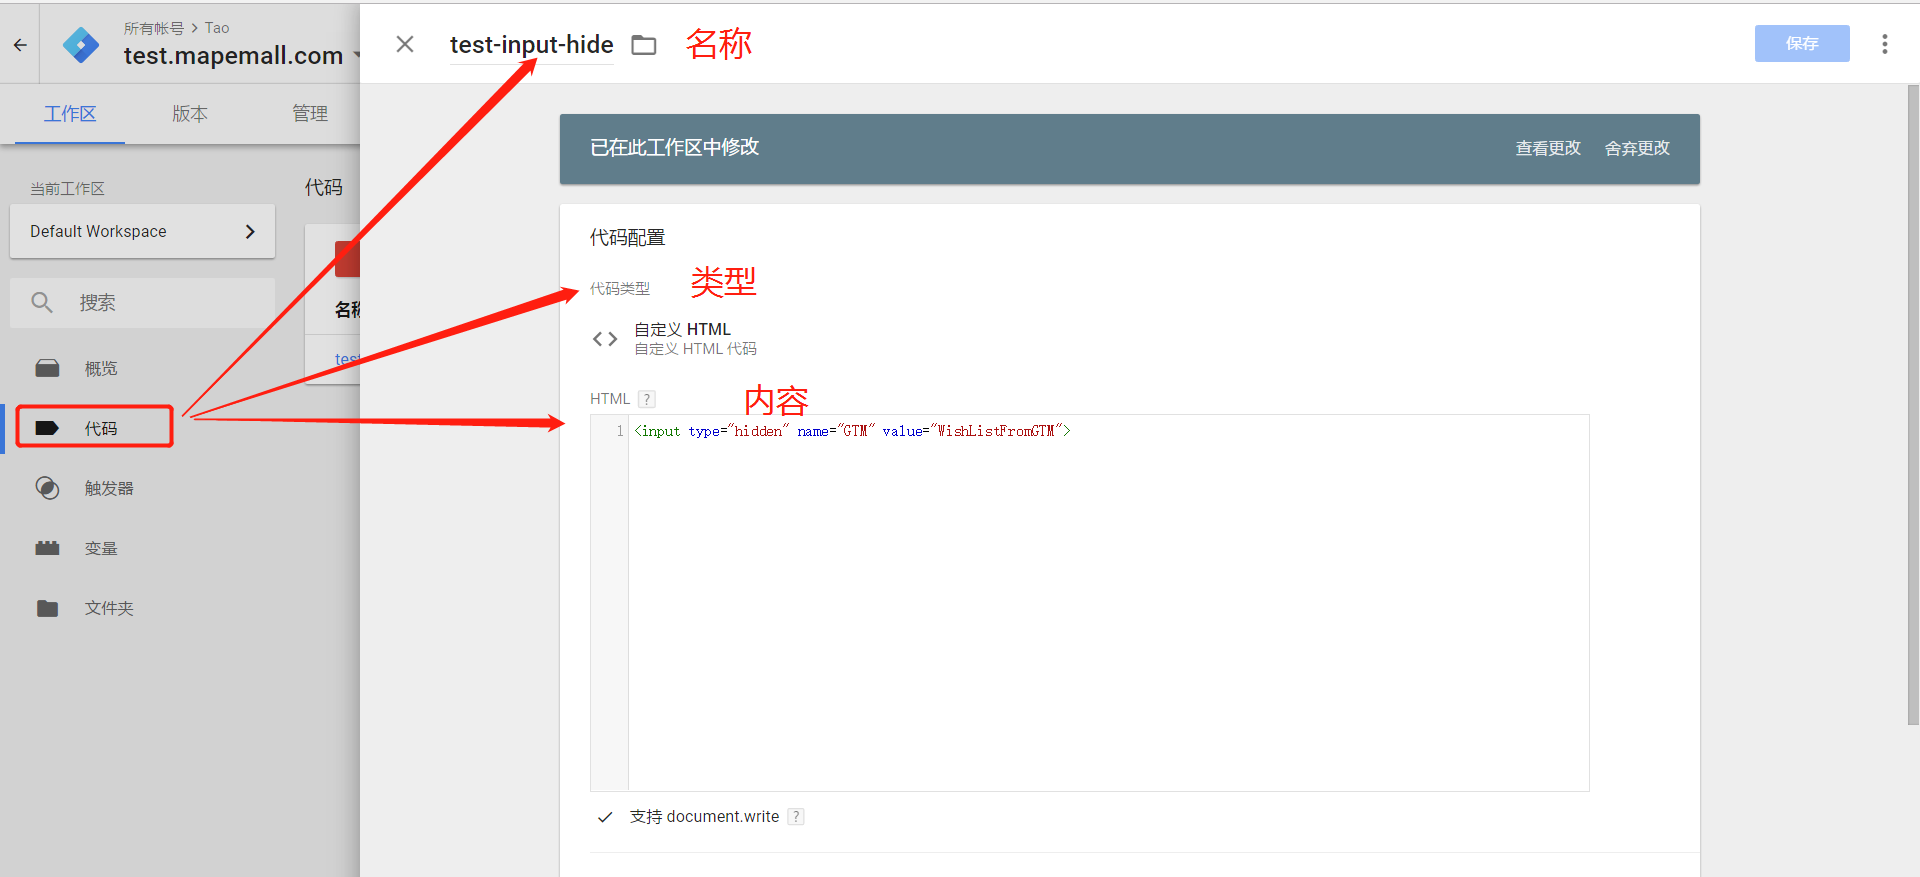 所有帐号 > Tao
test.mapemall.com
test-input-hide
名称
保存
工作区
版本
管理
已在此工作区中修改
查看更改
舍弃更改
当前工作区
代码
Default Workspace
代码配置
类型
代码类型
搜索
名称
自定义 HTML
自定义 HTML 代码
test
概览
HTML ?
内容
代码
1 <input type="hidden" name="GTM" value="WishListFromGTM">
触发器
变量
文件夹
支持 document.write ?